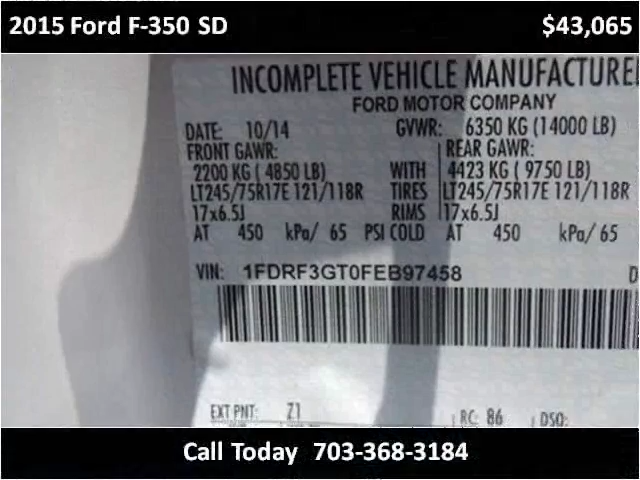 2015 Ford F-350 SD $43,065
INCOMPLETE VEHICLE MANUFACTURE
FORD MOTOR COMPANY
DATE: 10/14 GVWR: 6350 KG (14000 LB)
FRONT GAWR: REAR GAWR:
2200 KG ( 4850 LB) WITH 4423 KG ( 9750 LB)
LT245/75R17E 121/118R TIRES LT245/75R17E 121/118R
17x6.5J RIMS 17x6.5J
AT 450 kPa/ 65 PSI COLD AT 450 kPa/ 65
VIN: 1FDRF3GT0FEB97458 D
EXT PNT: Z1 RC: 86 DSO:
Call Today 703-368-3184